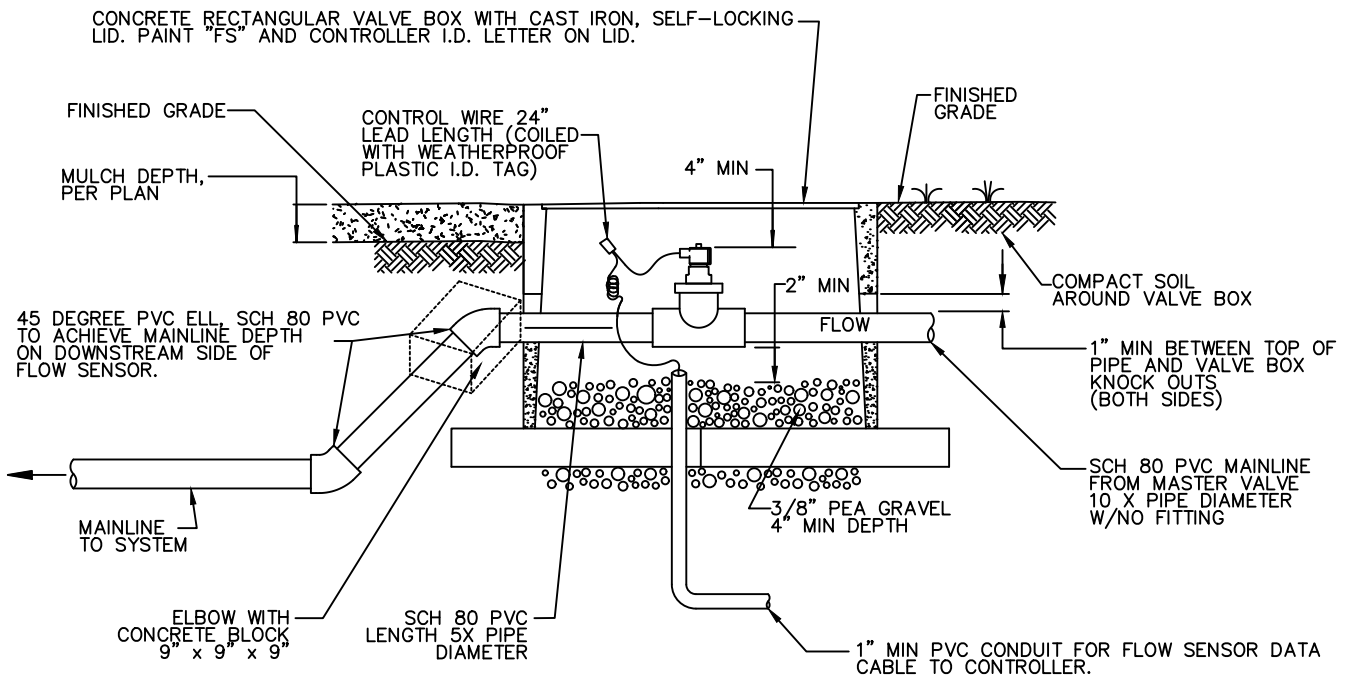 CONCRETE RECTANGULAR VALVE BOX WITH CAST IRON, SELF-LOCKING
LID. PAINT "FS" AND CONTROLLER I.D. LETTER ON LID.
FINISHED GRADE
CONTROL WIRE 24"
LEAD LENGTH (COILED
WITH WEATHERPROOF
PLASTIC I.D. TAG)
FINISHED
GRADE
MULCH DEPTH,
PER PLAN
4" MIN
COMPACT SOIL
AROUND VALVE BOX
2" MIN
45 DEGREE PVC ELL, SCH 80 PVC
TO ACHIEVE MAINLINE DEPTH
ON DOWNSTREAM SIDE OF
FLOW SENSOR.
FLOW
1" MIN BETWEEN TOP OF
PIPE AND VALVE BOX
KNOCK OUTS
(BOTH SIDES)
SCH 80 PVC MAINLINE
FROM MASTER VALVE
10 X PIPE DIAMETER
W/NO FITTING
3/8" PEA GRAVEL
4" MIN DEPTH
MAINLINE
TO SYSTEM
ELBOW WITH
CONCRETE BLOCK
9" x 9" x 9"
SCH 80 PVC
LENGTH 5X PIPE
DIAMETER
1" MIN PVC CONDUIT FOR FLOW SENSOR DATA
CABLE TO CONTROLLER.